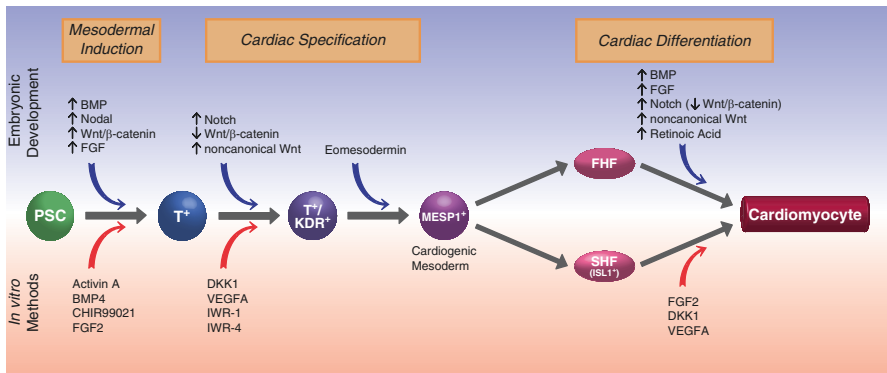 Mesodermal
Induction
Cardiac Specification
Cardiac Differentiation
Embryonic
Development
↑ BMP
↑ Nodal
↑ Wnt/β-catenin
↑ FGF
↑ Notch
↓ Wnt/β-catenin
↑ noncanonical Wnt
Eomesodermin
↑ BMP
↑ FGF
↑ Notch (↓ Wnt/β-catenin)
↑ noncanonical Wnt
↑ Retinoic Acid
PSC
T⁺
T⁺/
KDR⁺
MESP1⁺
Cardiogenic
Mesoderm
FHF
SHF
(ISL1⁺)
Cardiomyocyte
In vitro
Methods
Activin A
BMP4
CHIR99021
FGF2
DKK1
VEGFA
IWR-1
IWR-4
FGF2
DKK1
VEGFA